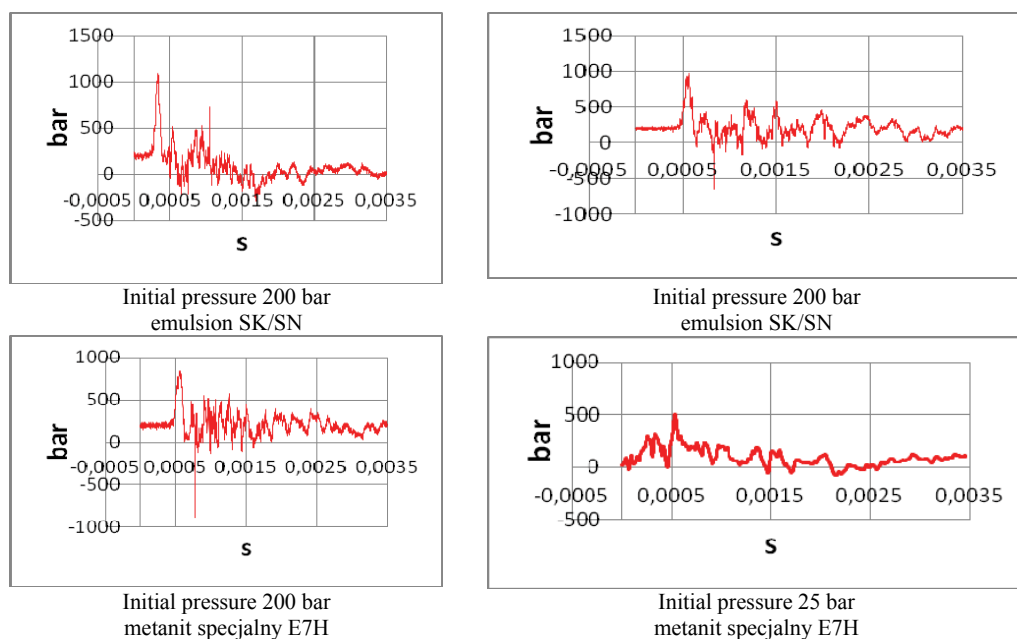 1500
1000
500
0
-500
bar
-0,0005
0,0005
0,0015
0,0025
0,0035
s
Initial pressure 200 bar
emulsion SK/SN
1500
1000
500
0
-500
-1000
bar
-0,0005
0,0005
0,0015
0,0025
0,0035
s
Initial pressure 200 bar
emulsion SK/SN
1000
500
0
-500
-1000
bar
-0,0005
0,0005
0,0015
0,0025
0,0035
s
Initial pressure 200 bar
metanit specjalny E7H
1000
500
0
-500
bar
-0,0005
0,0005
0,0015
0,0025
0,0035
s
Initial pressure 25 bar
metanit specjalny E7H